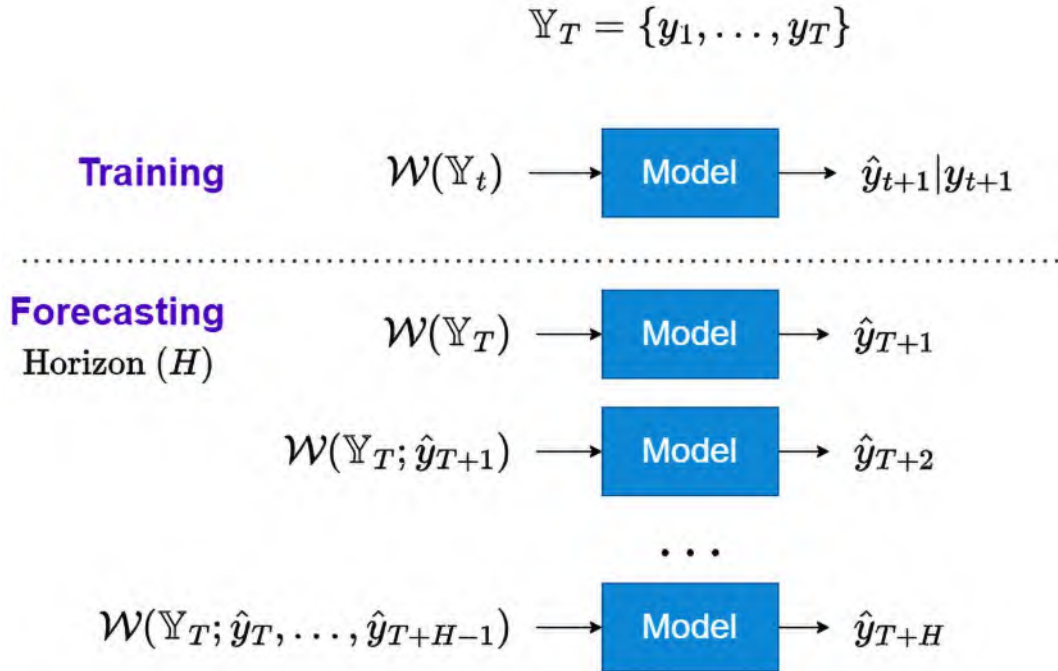 𝕐_T = {y_1, . . . , y_T}
Training 𝒲(𝕐_t) Model ŷ_{t+1}|y_{t+1}
Forecasting
Horizon (H)
𝒲(𝕐_T) Model ŷ_{T+1}
𝒲(𝕐_T; ŷ_{T+1}) Model ŷ_{T+2}
. . .
𝒲(𝕐_T; ŷ_T, . . . , ŷ_{T+H−1}) Model ŷ_{T+H}